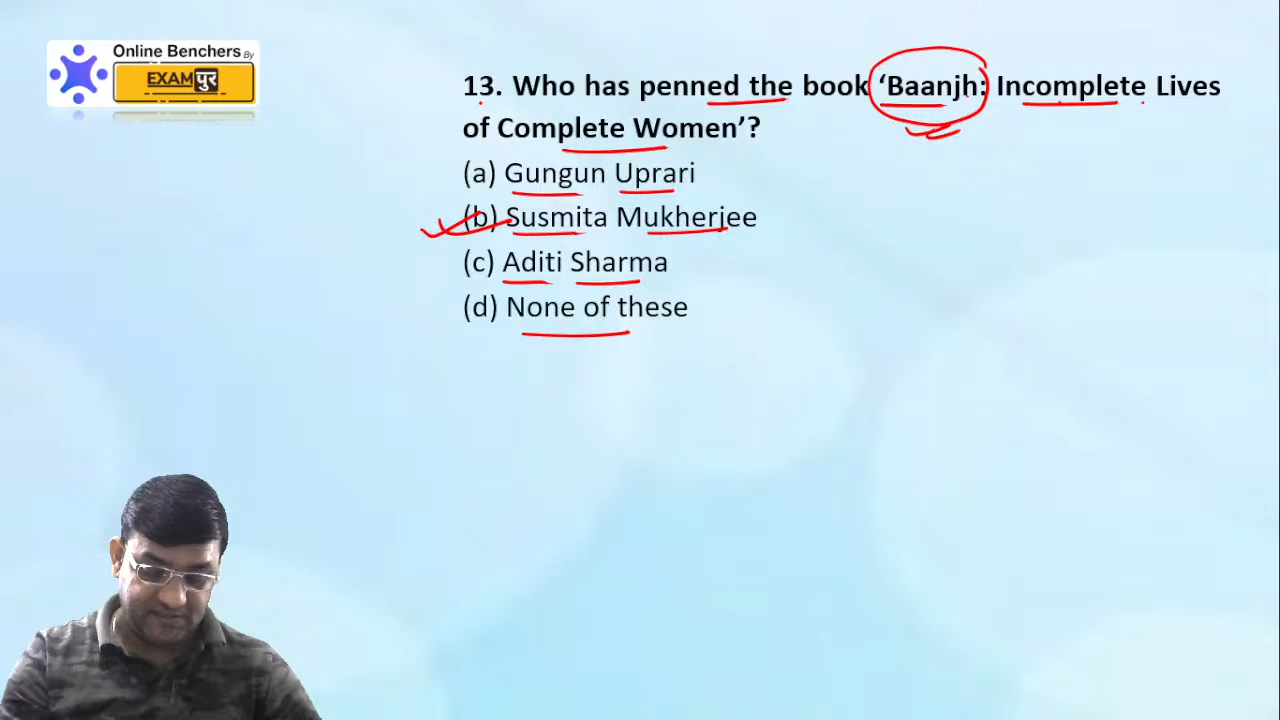 Online Benchers By
EXAMपुर
13. Who has penned the book ‘Baanjh: Incomplete Lives
of Complete Women’?
(a) Gungun Uprari
(b) Susmita Mukherjee
(c) Aditi Sharma
(d) None of these